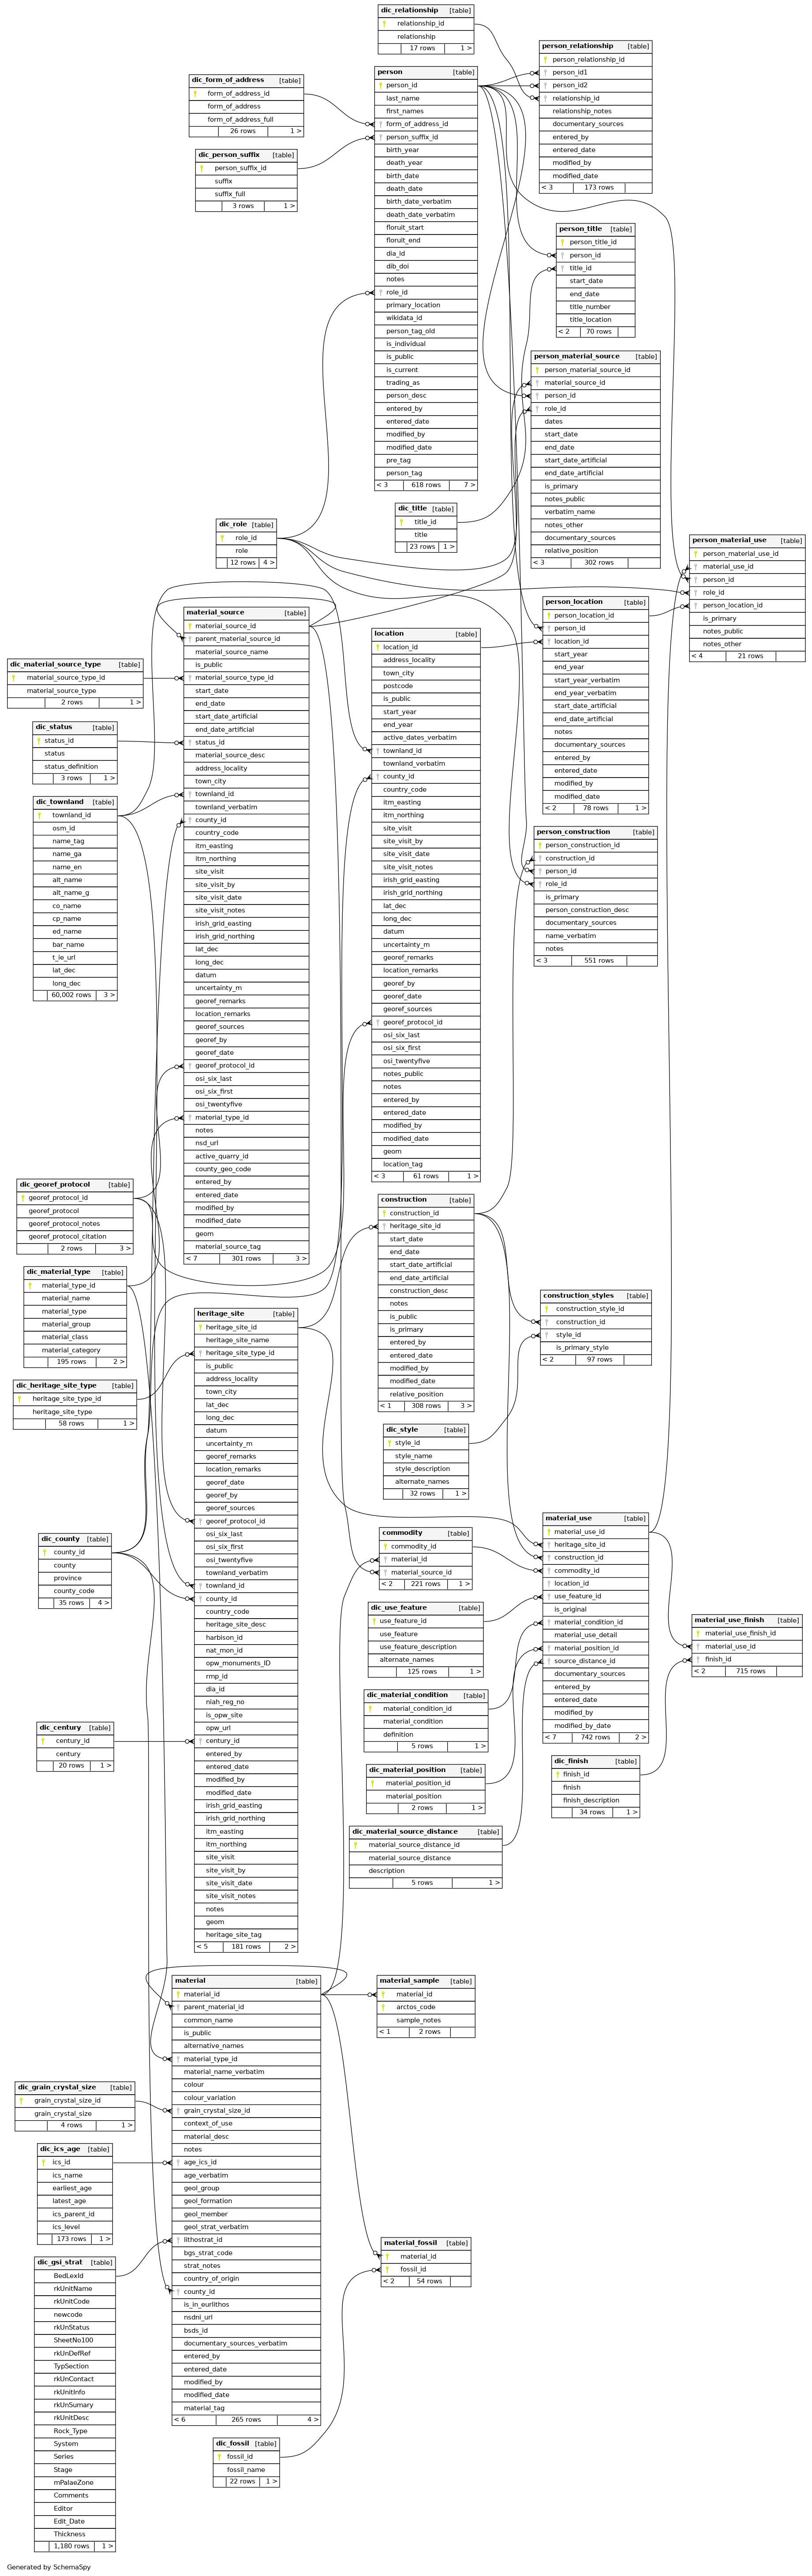 dic_relationship [table]
relationship_id
relationship
17 rows 1 >
person_relationship [table]
person_relationship_id
person_id1
person_id2
relationship_id
relationship_notes
documentary_sources
entered_by
entered_date
modified_by
modified_date
< 3 173 rows
dic_form_of_address [table]
form_of_address_id
form_of_address
form_of_address_full
26 rows 1 >
dic_person_suffix [table]
person_suffix_id
suffix
suffix_full
3 rows 1 >
person [table]
person_id
last_name
first_names
form_of_address_id
person_suffix_id
birth_year
death_year
birth_date
death_date
birth_date_verbatim
death_date_verbatim
floruit_start
floruit_end
dia_id
dib_doi
notes
role_id
primary_location
wikidata_id
person_tag_old
is_individual
is_public
is_current
trading_as
person_desc
entered_by
entered_date
modified_by
modified_date
pre_tag
person_tag
< 3 618 rows 7 >
person_title [table]
person_title_id
person_id
title_id
start_date
end_date
title_number
title_location
< 2 70 rows
person_material_source [table]
person_material_source_id
material_source_id
person_id
role_id
dates
start_date
end_date
start_date_artificial
end_date_artificial
is_primary
notes_public
verbatim_name
notes_other
documentary_sources
relative_position
< 3 302 rows
dic_title [table]
title_id
title
23 rows 1 >
dic_role [table]
role_id
role
12 rows 4 >
person_material_use [table]
person_material_use_id
material_use_id
person_id
role_id
person_location_id
is_primary
notes_public
notes_other
< 4 21 rows
person_location [table]
person_location_id
person_id
location_id
start_year
end_year
start_year_verbatim
end_year_verbatim
start_date_artificial
end_date_artificial
notes
documentary_sources
entered_by
entered_date
modified_by
modified_date
< 2 78 rows 1 >
material_source [table]
material_source_id
parent_material_source_id
material_source_name
is_public
material_source_type_id
start_date
end_date
start_date_artificial
end_date_artificial
status_id
material_source_desc
address_locality
town_city
townland_id
townland_verbatim
county_id
country_code
itm_easting
itm_northing
site_visit
site_visit_by
site_visit_date
site_visit_notes
irish_grid_easting
irish_grid_northing
lat_dec
long_dec
datum
uncertainty_m
georef_remarks
location_remarks
georef_sources
georef_by
georef_date
georef_protocol_id
osi_six_last
osi_six_first
osi_twentyfive
material_type_id
notes
nsd_url
active_quarry_id
county_geo_code
entered_by
entered_date
modified_by
modified_date
geom
material_source_tag
< 7 301 rows 3 >
location [table]
location_id
address_locality
town_city
postcode
is_public
start_year
end_year
active_dates_verbatim
townland_id
townland_verbatim
county_id
country_code
itm_easting
itm_northing
site_visit
site_visit_by
site_visit_date
site_visit_notes
irish_grid_easting
irish_grid_northing
lat_dec
long_dec
datum
uncertainty_m
georef_remarks
location_remarks
georef_by
georef_date
georef_sources
georef_protocol_id
osi_six_last
osi_six_first
osi_twentyfive
notes_public
notes
entered_by
entered_date
modified_by
modified_date
geom
location_tag
< 3 61 rows 1 >
dic_material_source_type [table]
material_source_type_id
material_source_type
2 rows 1 >
dic_status [table]
status_id
status
status_definition
3 rows 1 >
dic_townland [table]
townland_id
osm_id
name_tag
name_ga
name_en
alt_name
alt_name_g
co_name
cp_name
ed_name
bar_name
t_ie_url
lat_dec
long_dec
60,002 rows 3 >
person_construction [table]
person_construction_id
construction_id
person_id
role_id
is_primary
person_construction_desc
documentary_sources
name_verbatim
notes
< 3 551 rows
dic_georef_protocol [table]
georef_protocol_id
georef_protocol
georef_protocol_notes
georef_protocol_citation
2 rows 3 >
dic_material_type [table]
material_type_id
material_name
material_type
material_group
material_class
material_category
195 rows 2 >
dic_heritage_site_type [table]
heritage_site_type_id
heritage_site_type
58 rows 1 >
construction [table]
construction_id
heritage_site_id
start_date
end_date
start_date_artificial
end_date_artificial
construction_desc
notes
is_public
is_primary
entered_by
entered_date
modified_by
modified_date
relative_position
< 1 308 rows 3 >
construction_styles [table]
construction_style_id
construction_id
style_id
is_primary_style
< 2 97 rows
heritage_site [table]
heritage_site_id
heritage_site_name
heritage_site_type_id
is_public
address_locality
town_city
lat_dec
long_dec
datum
uncertainty_m
georef_remarks
location_remarks
georef_date
georef_by
georef_sources
georef_protocol_id
osi_six_last
osi_six_first
osi_twentyfive
townland_verbatim
townland_id
county_id
country_code
heritage_site_desc
harbison_id
nat_mon_id
opw_monuments_ID
rmp_id
dia_id
niah_reg_no
is_opw_site
opw_url
century_id
entered_by
entered_date
modified_by
modified_date
irish_grid_easting
irish_grid_northing
itm_easting
itm_northing
site_visit
site_visit_by
site_visit_date
site_visit_notes
notes
geom
heritage_site_tag
< 5 181 rows 2 >
dic_style [table]
style_id
style_name
style_description
alternate_names
32 rows 1 >
dic_county [table]
county_id
county
province
county_code
35 rows 4 >
commodity [table]
commodity_id
material_id
material_source_id
< 2 221 rows 1 >
material_use [table]
material_use_id
heritage_site_id
construction_id
commodity_id
location_id
use_feature_id
is_original
material_condition_id
material_use_detail
material_position_id
source_distance_id
documentary_sources
entered_by
entered_date
modified_by
modified_by_date
< 7 742 rows 2 >
dic_use_feature [table]
use_feature_id
use_feature
use_feature_description
alternate_names
125 rows 1 >
material_use_finish [table]
material_use_finish_id
material_use_id
finish_id
< 2 715 rows
dic_material_condition [table]
material_condition_id
material_condition
definition
5 rows 1 >
dic_century [table]
century_id
century
20 rows 1 >
dic_material_position [table]
material_position_id
material_position
2 rows 1 >
dic_finish [table]
finish_id
finish
finish_description
34 rows 1 >
dic_material_source_distance [table]
material_source_distance_id
material_source_distance
description
5 rows 1 >
material [table]
material_id
parent_material_id
common_name
is_public
alternative_names
material_type_id
material_name_verbatim
colour
colour_variation
grain_crystal_size_id
context_of_use
material_desc
notes
age_ics_id
age_verbatim
geol_group
geol_formation
geol_member
geol_strat_verbatim
lithostrat_id
bgs_strat_code
strat_notes
country_of_origin
county_id
is_in_eurlithos
nsdni_url
bsds_id
documentary_sources_verbatim
entered_by
entered_date
modified_by
modified_date
material_tag
< 6 265 rows 4 >
material_sample [table]
material_id
arctos_code
sample_notes
< 1 2 rows
dic_grain_crystal_size [table]
grain_crystal_size_id
grain_crystal_size
4 rows 1 >
dic_ics_age [table]
ics_id
ics_name
earliest_age
latest_age
ics_parent_id
ics_level
173 rows 1 >
dic_gsi_strat [table]
BedLexId
rkUnitName
rkUnitCode
newcode
rkUnStatus
SheetNo100
rkUnDefRef
TypSection
rkUnContact
rkUnitInfo
rkUnSumary
rkUnitDesc
Rock_Type
System
Series
Stage
mPalaeZone
Comments
Editor
Edit_Date
Thickness
1,180 rows 1 >
material_fossil [table]
material_id
fossil_id
< 2 54 rows
dic_fossil [table]
fossil_id
fossil_name
22 rows 1 >
Generated by SchemaSpy